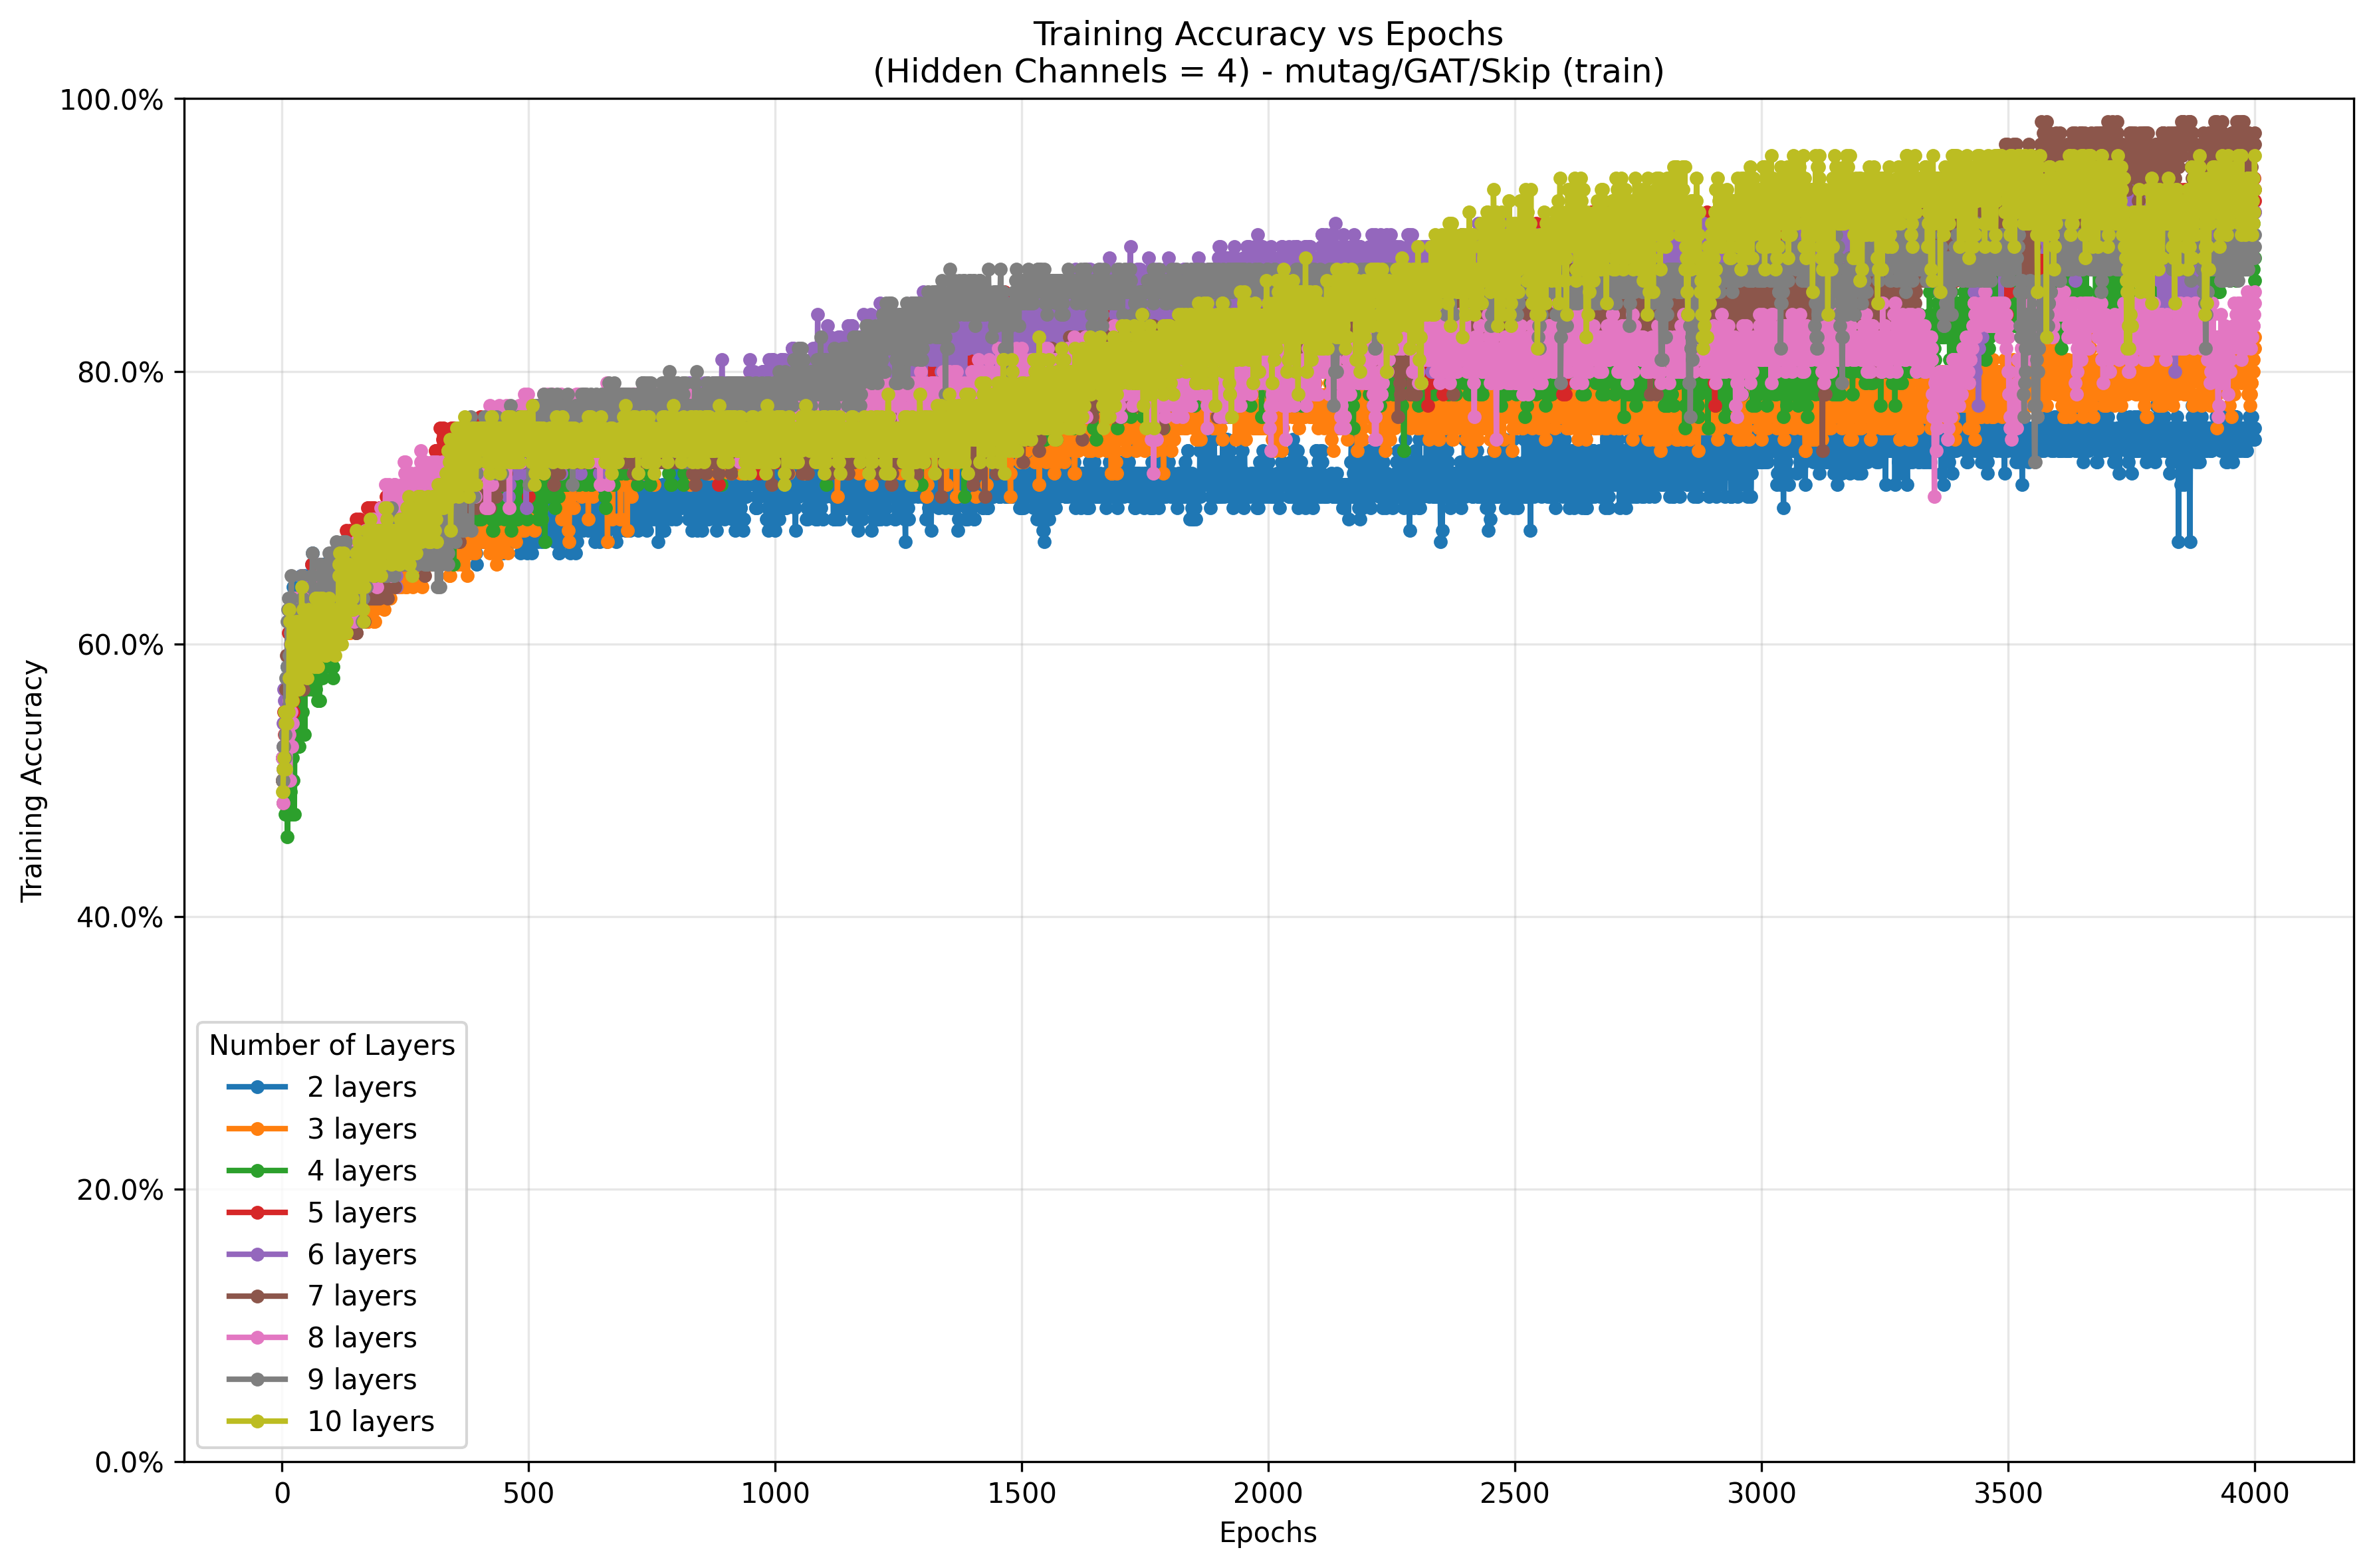 Training Accuracy vs Epochs
(Hidden Channels = 4) - mutag/GAT/Skip (train)
Training Accuracy
100.0%
80.0%
60.0%
40.0%
20.0%
0.0%
Number of Layers
2 layers
3 layers
4 layers
5 layers
6 layers
7 layers
8 layers
9 layers
10 layers
0 500 1000 1500 2000 2500 3000 3500 4000
Epochs